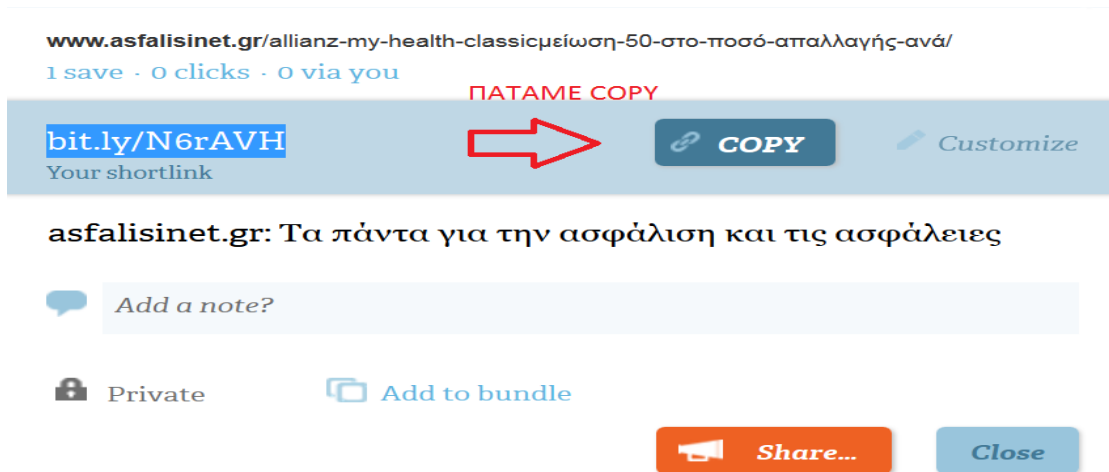 www.asfalisinet.gr/allianz-my-health-classicμείωση-50-στο-ποσό-απαλλαγής-ανά/
1 save · 0 clicks · 0 via you
ΠΑΤΑΜΕ COPY
bit.ly/N6rAVH
COPY
Customize
Your shortlink
asfalisinet.gr: Τα πάντα για την ασφάλιση και τις ασφάλειες
Add a note?
Private
Add to bundle
Share...
Close